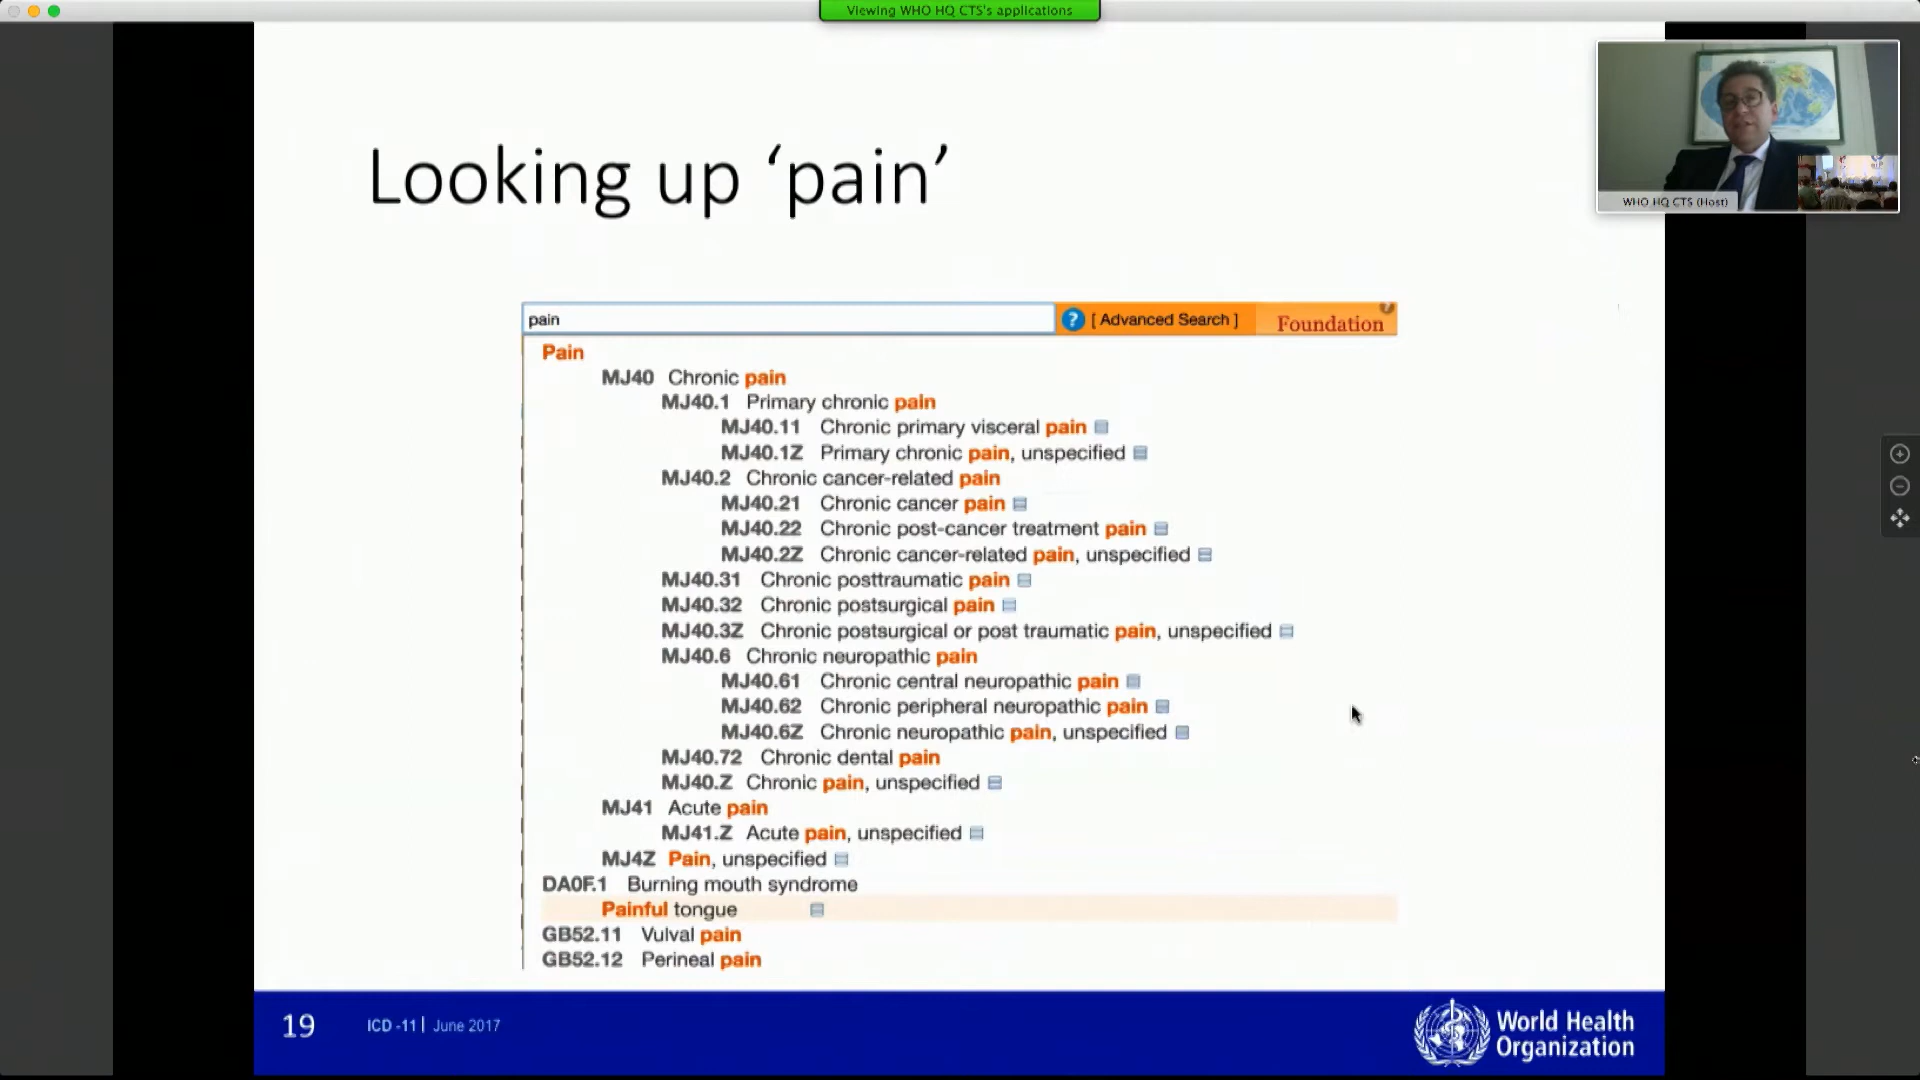 Viewing WHO HQ CTS's applications
WHO HQ CTS (Host)
Looking up ‘pain’
pain
? [ Advanced Search ] Foundation ?
Pain
MJ40 Chronic pain
MJ40.1 Primary chronic pain
MJ40.11 Chronic primary visceral pain
MJ40.1Z Primary chronic pain, unspecified
MJ40.2 Chronic cancer-related pain
MJ40.21 Chronic cancer pain
MJ40.22 Chronic post-cancer treatment pain
MJ40.2Z Chronic cancer-related pain, unspecified
MJ40.31 Chronic posttraumatic pain
MJ40.32 Chronic postsurgical pain
MJ40.3Z Chronic postsurgical or post traumatic pain, unspecified
MJ40.6 Chronic neuropathic pain
MJ40.61 Chronic central neuropathic pain
MJ40.62 Chronic peripheral neuropathic pain
MJ40.6Z Chronic neuropathic pain, unspecified
MJ40.72 Chronic dental pain
MJ40.Z Chronic pain, unspecified
MJ41 Acute pain
MJ41.Z Acute pain, unspecified
MJ4Z Pain, unspecified
DA0F.1 Burning mouth syndrome
Painful tongue
GB52.11 Vulval pain
GB52.12 Perineal pain
19 ICD -11 | June 2017
World Health
Organization